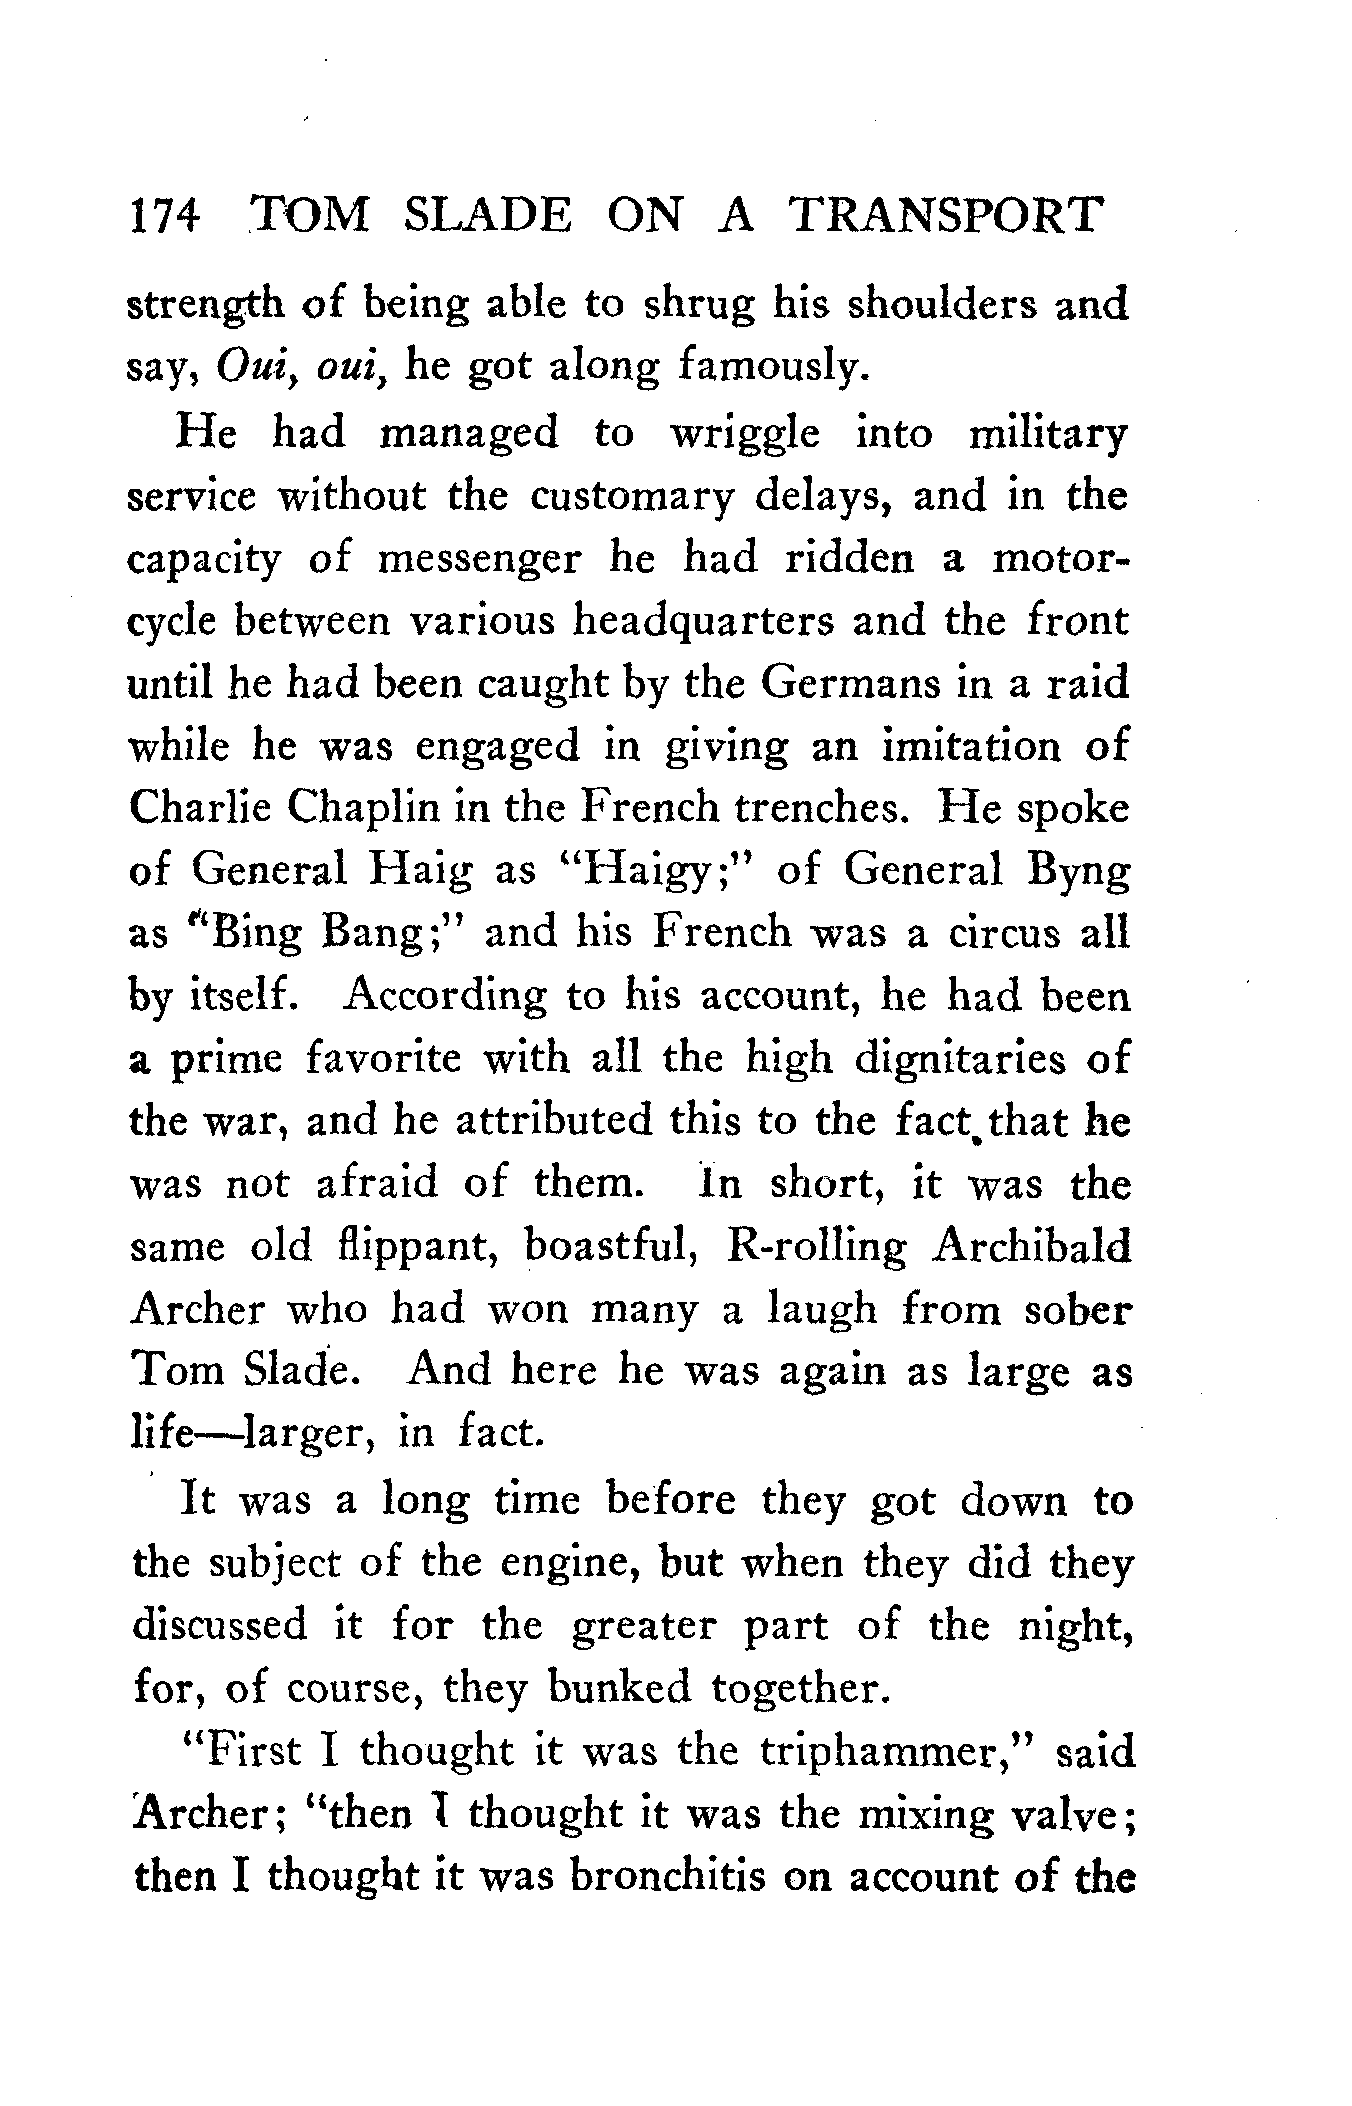 174 TOM SLADE ON A TRANSPORT
strength of being able to shrug his shoulders and
say, Oui, oui, he got along famously.
He had managed to wriggle into military
service without the customary delays, and in the
capacity of messenger he had ridden a motor-
cycle between various headquarters and the front
until he had been caught by the Germans in a raid
while he was engaged in giving an imitation of
Charlie Chaplin in the French trenches. He spoke
of General Haig as “Haigy;” of General Byng
as “Bing Bang;” and his French was a circus all
by itself. According to his account, he had been
a prime favorite with all the high dignitaries of
the war, and he attributed this to the fact that he
was not afraid of them. In short, it was the
same old flippant, boastful, R-rolling Archibald
Archer who had won many a laugh from sober
Tom Slade. And here he was again as large as
life—larger, in fact.
It was a long time before they got down to
the subject of the engine, but when they did they
discussed it for the greater part of the night,
for, of course, they bunked together.
“First I thought it was the triphammer,” said
Archer; “then I thought it was the mixing valve;
then I thought it was bronchitis on account of the